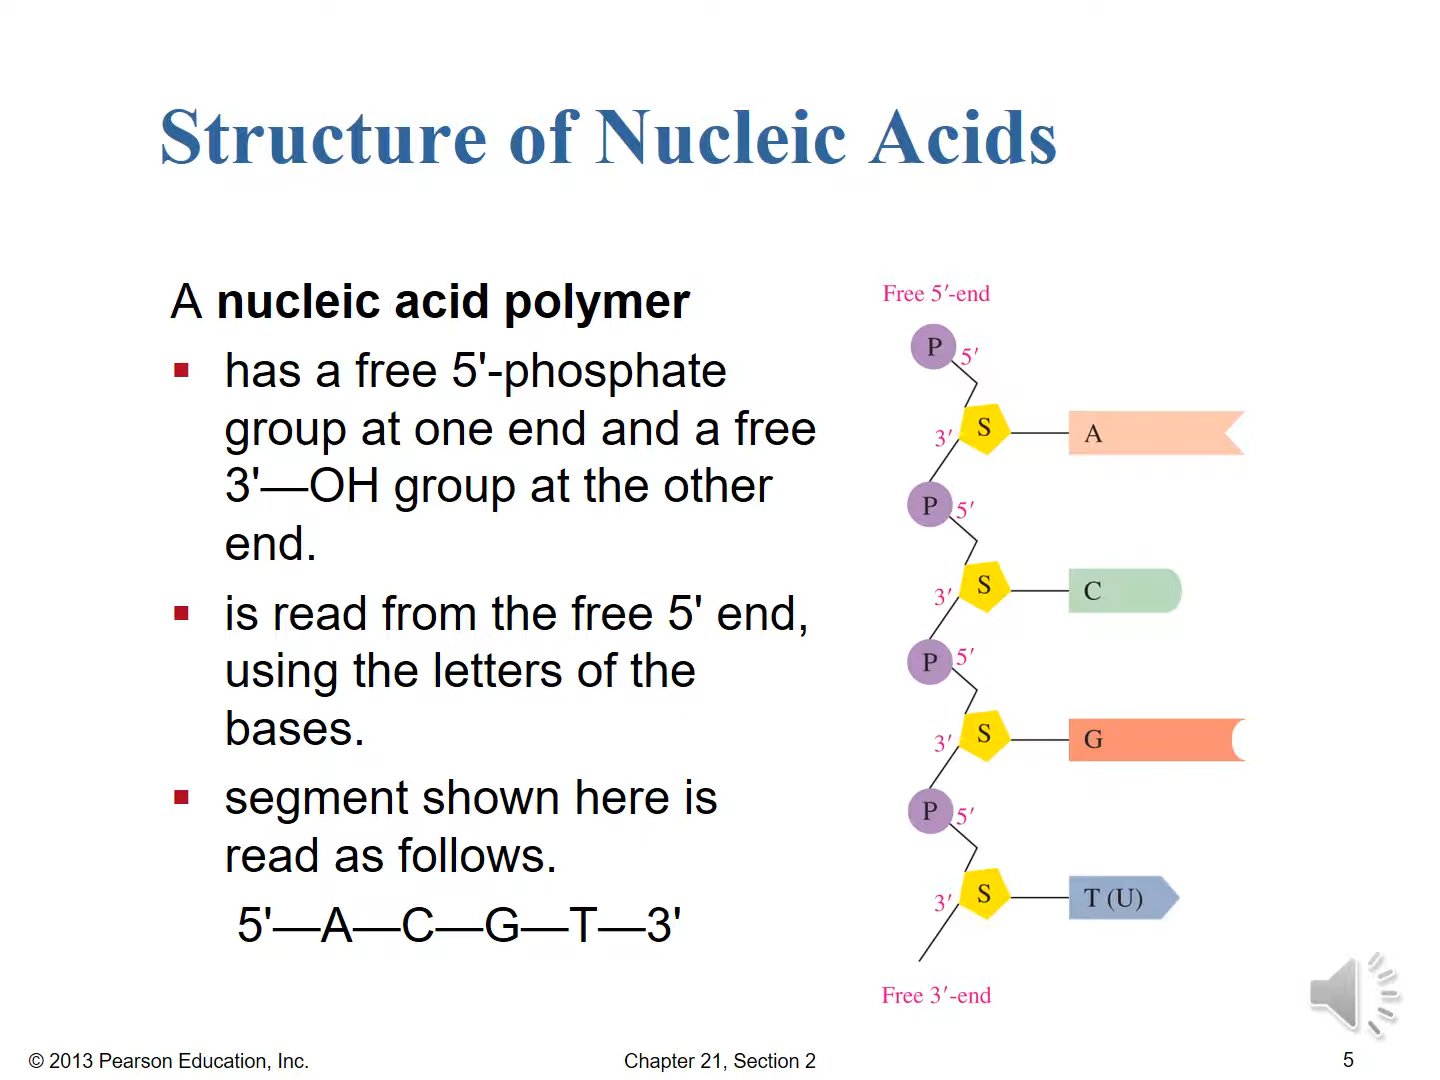 Structure of Nucleic Acids
A nucleic acid polymer
▪ has a free 5'-phosphate
group at one end and a free
3'—OH group at the other
end.
▪ is read from the free 5' end,
using the letters of the
bases.
▪ segment shown here is
read as follows.
5'—A—C—G—T—3'
Free 5′-end
P 5′
3′ S A
P 5′
3′ S C
P 5′
3′ S G
P 5′
3′ S T (U)
Free 3′-end
© 2013 Pearson Education, Inc.
Chapter 21, Section 2
5